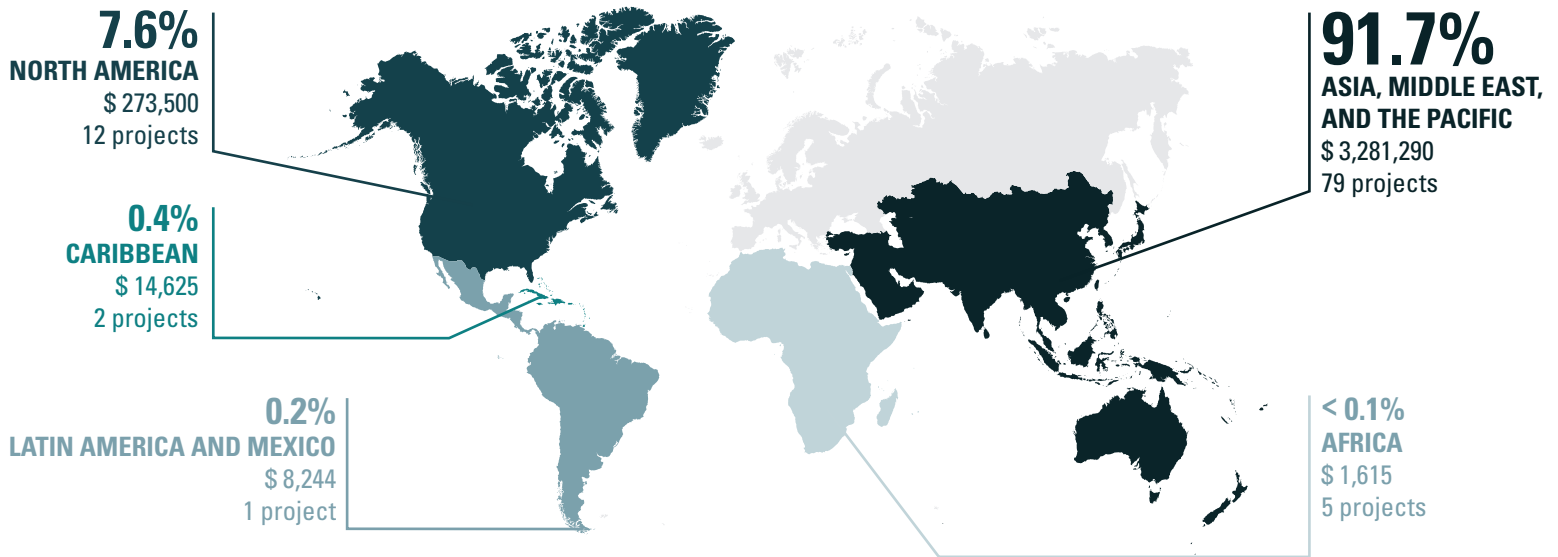 7.6%
NORTH AMERICA
$ 273,500
12 projects
0.4%
CARIBBEAN
$ 14,625
2 projects
0.2%
LATIN AMERICA AND MEXICO
$ 8,244
1 project
91.7%
ASIA, MIDDLE EAST,
AND THE PACIFIC
$ 3,281,290
79 projects
< 0.1%
AFRICA
$ 1,615
5 projects